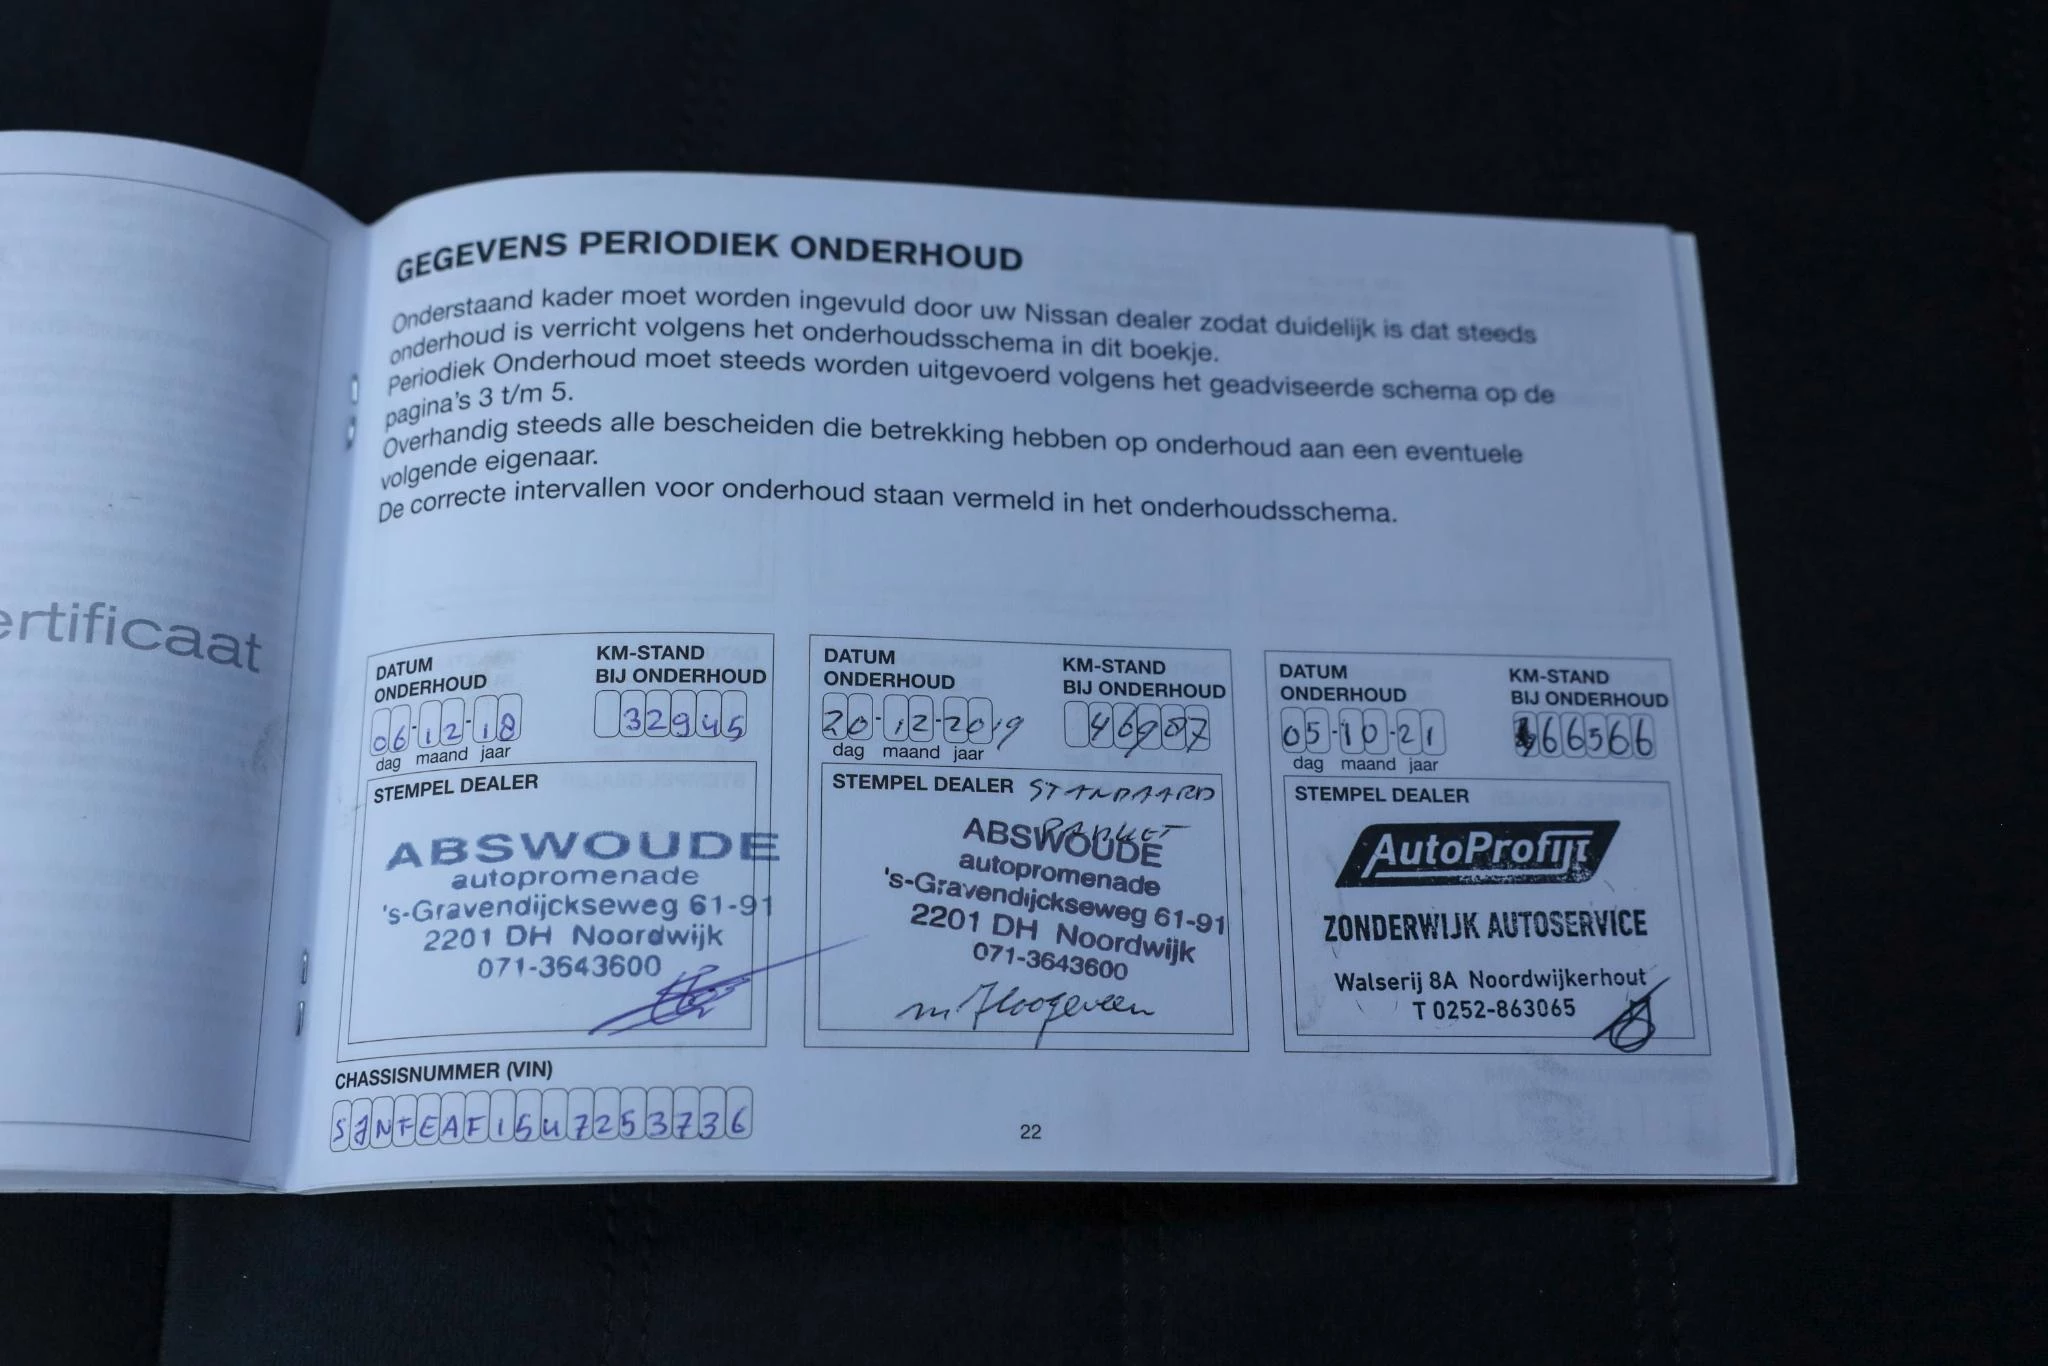 ertificaat
GEGEVENS PERIODIEK ONDERHOUD
Onderstaand kader moet worden ingevuld door uw Nissan dealer zodat duidelijk is dat steeds
onderhoud is verricht volgens het onderhoudsschema in dit boekje.
Periodiek Onderhoud moet steeds worden uitgevoerd volgens het geadviseerde schema op de
pagina's 3 t/m 5.
Overhandig steeds alle bescheiden die betrekking hebben op onderhoud aan een eventuele
volgende eigenaar.
De correcte intervallen voor onderhoud staan vermeld in het onderhoudsschema.
DATUM
ONDERHOUD
KM-STAND
BIJ ONDERHOUD
06-12-18
32945
dag maand jaar
STEMPEL DEALER
ABSWOUDE
autopromenade
's-Gravendijckseweg 61-91
2201 DH Noordwijk
071-3643600
DATUM
ONDERHOUD
KM-STAND
BIJ ONDERHOUD
20-12-2019
46907
dag maand jaar
STEMPEL DEALER
STANDAARD
PAKKET
ABSWOUDE
autopromenade
's-Gravendijckseweg 61-91
2201 DH Noordwijk
071-3643600
m Hoogeveen
DATUM
ONDERHOUD
KM-STAND
BIJ ONDERHOUD
05-10-21
66566
dag maand jaar
STEMPEL DEALER
AutoProfijt
ZONDERWIJK AUTOSERVICE
Walserij 8A Noordwijkerhout
T 0252-863065
CHASSISNUMMER (VIN)
SJNFEAF15U7253736
22